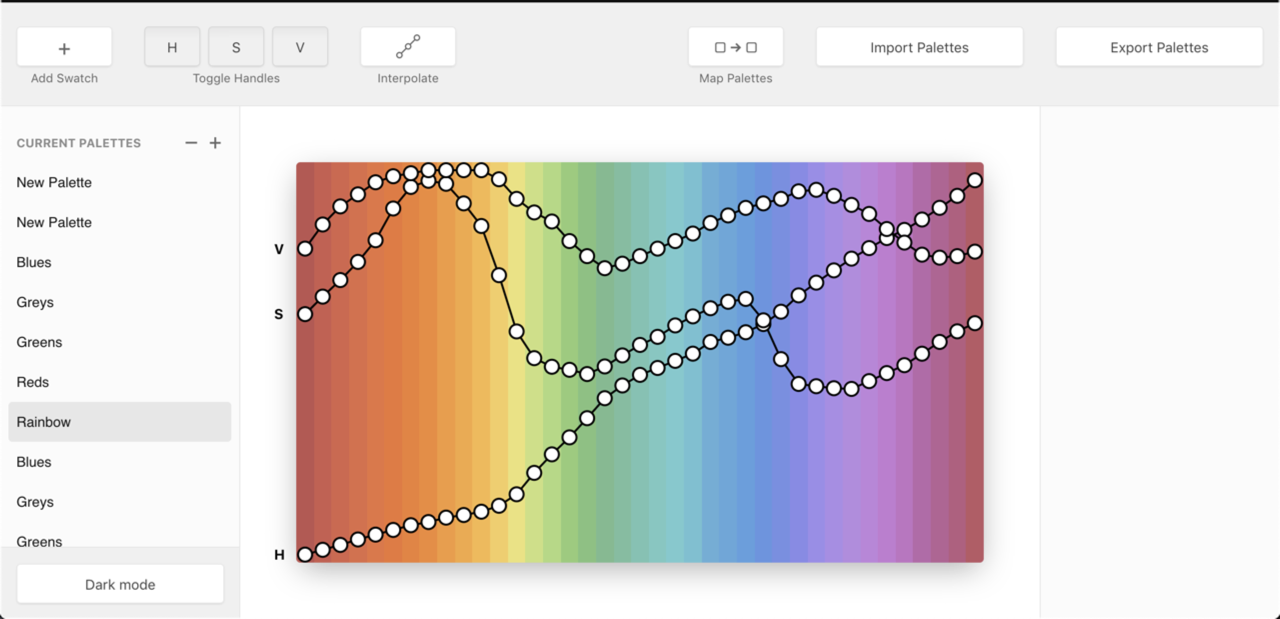 +
H
S
V
Import Palettes
Export Palettes
Add Swatch
Toggle Handles
Interpolate
Map Palettes
CURRENT PALETTES
New Palette
New Palette
Blues
Greys
Greens
Reds
Rainbow
Blues
Greys
Greens
Dark mode
V
S
H